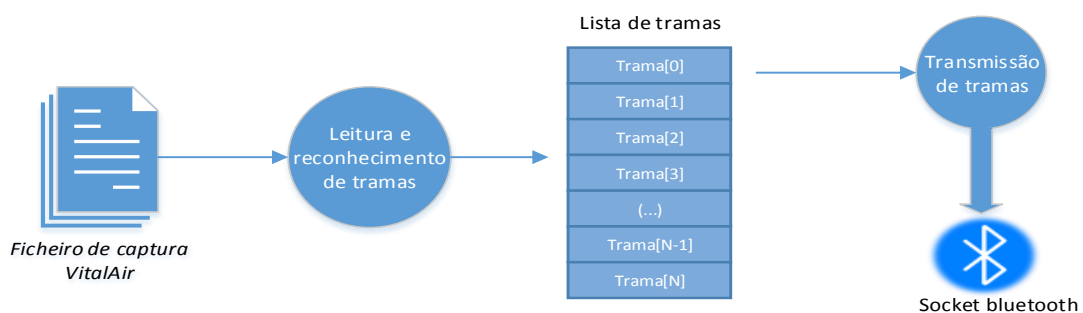 Lista de tramas
Trama[0]
Trama[1]
Trama[2]
Trama[3]
(...)
Trama[N-1]
Trama[N]
Transmissão
de tramas
Leitura e
reconhecimento
de tramas
Ficheiro de captura
VitalAir
Socket bluetooth